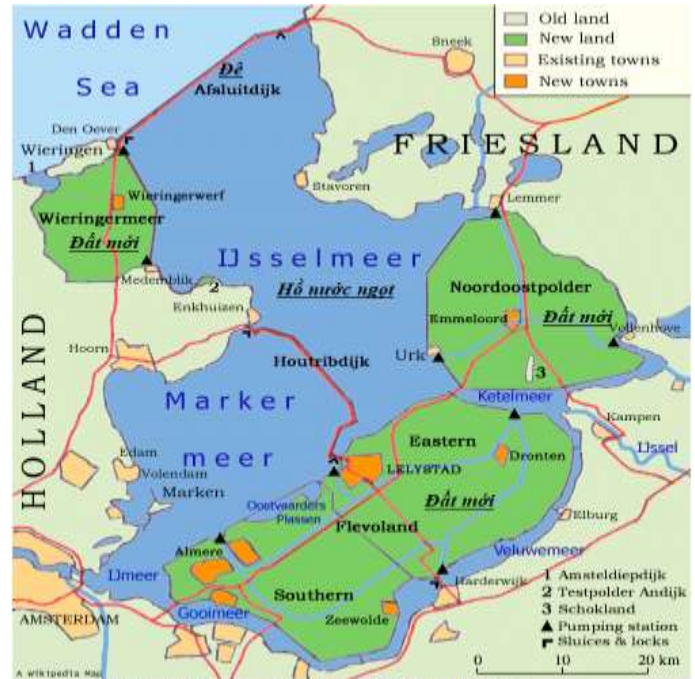 Wadden
Sea
Old land
New land
Existing towns
New towns
Sneek
Đê
Afsluitdijk
Den Oever
Wieringen
1
FRIESLAND
Stavoren
Lemmer
Wieringerwerf
Wieringermeer
Đất mới
IJsselmeer
Hồ nước ngọt
Medemblik
2
Enkhuizen
Noordoostpolder
Emmeloord
Đất mới
Vollenhove
Urk
3
HOLLAND
Hoorn
Houtribdijk
Ketelmeer
Marker
meer
Kampen
IJssel
Eastern
Dronten
Edam
Volendam
Marken
LELYSTAD
Đất mới
Oostvaarders
Plassen
Flevoland
Elburg
Almere
IJmeer
Veluwemeer
Harderwijk
Southern
Gooimeer
Zeewolde
AMSTERDAM
1 Amsteldiepdijk
2 Testpolder Andijk
3 Schokland
Pumping station
Sluices & locks
0 10 20 km
A Wikipedia Map